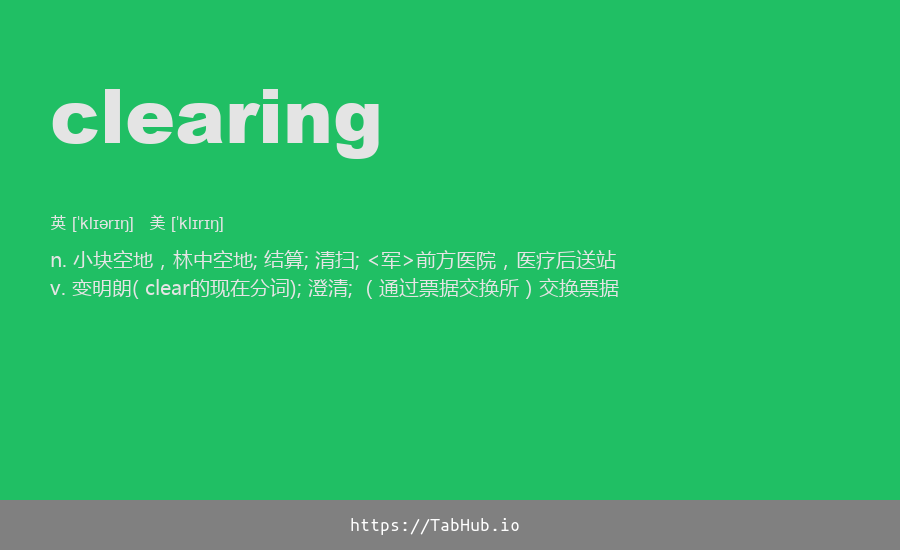 clearing
英 [ˈklɪərɪŋ] 美 [ˈklɪrɪŋ]
n. 小块空地，林中空地; 结算; 清扫; <军>前方医院，医疗后送站
v. 变明朗( clear的现在分词); 澄清; （通过票据交换所）交换票据
https://TabHub.io